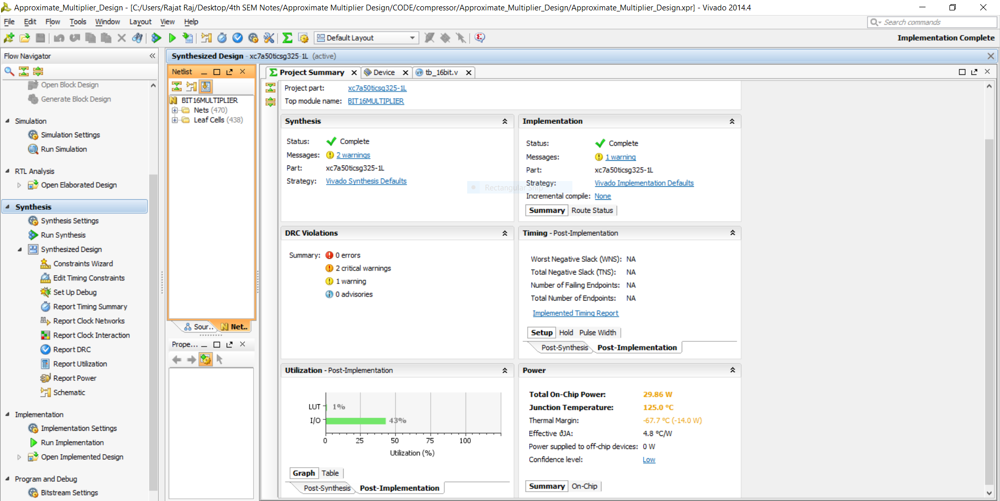 Approximate_Multiplier_Design - [C:/Users/Rajat Raj/Desktop/4th SEM Notes/Approximate Multiplier Design/CODE/compressor/Approximate_Multiplier_Design/Approximate_Multiplier_Design.xpr] - Vivado 2014.4
File Edit Flow Tools Window Layout View Help
Search commands
Default Layout
Implementation Complete
Flow Navigator
Open Block Design
Generate Block Design
Simulation
Simulation Settings
Run Simulation
RTL Analysis
Open Elaborated Design
Synthesis
Synthesis Settings
Run Synthesis
Synthesized Design
Constraints Wizard
Edit Timing Constraints
Set Up Debug
Report Timing Summary
Report Clock Networks
Report Clock Interaction
Report DRC
Report Utilization
Report Power
Schematic
Implementation
Implementation Settings
Run Implementation
Open Implemented Design
Program and Debug
Bitstream Settings
Synthesized Design - xc7a50ticsg325-1L (active)
Netlist
BIT16MULTIPLIER
Nets (470)
Leaf Cells (438)
Sour..
Net..
Prope...
Project Summary
Device
tb_16bit.v
Project part: xc7a50ticsg325-1L
Top module name: BIT16MULTIPLIER
Synthesis
Status: Complete
Messages: 2 warnings
Part: xc7a50ticsg325-1L
Strategy: Vivado Synthesis Defaults
Implementation
Status: Complete
Messages: 1 warning
Part: xc7a50ticsg325-1L
Strategy: Vivado Implementation Defaults
Rectangular Snip
Incremental compile: None
Summary Route Status
DRC Violations
Summary: 0 errors
2 critical warnings
1 warning
0 advisories
Timing - Post-Implementation
Worst Negative Slack (WNS): NA
Total Negative Slack (TNS): NA
Number of Failing Endpoints: NA
Total Number of Endpoints: NA
Implemented Timing Report
Setup Hold Pulse Width
Post-Synthesis Post-Implementation
Utilization - Post-Implementation
LUT 1%
I/O 43%
0 25 50 75 100
Utilization (%)
Graph Table
Post-Synthesis Post-Implementation
Power
Total On-Chip Power: 29.86 W
Junction Temperature: 125.0 °C
Thermal Margin: -67.7 °C (-14.0 W)
Effective ϑJA: 4.8 °C/W
Power supplied to off-chip devices: 0 W
Confidence level: Low
Summary On-Chip